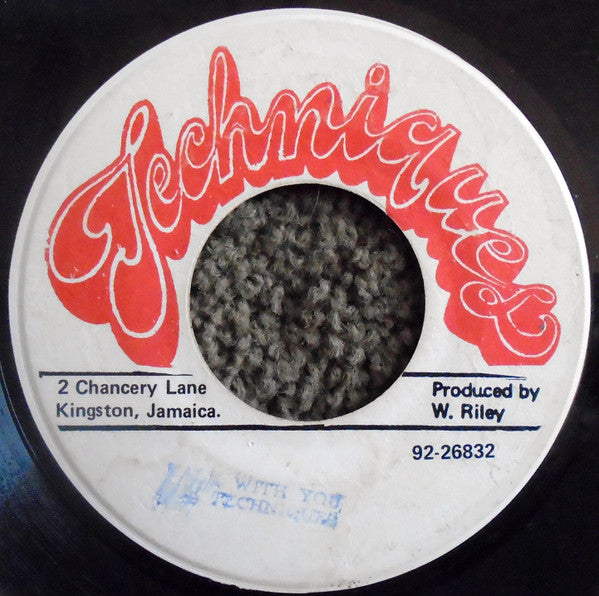 Techniques
2 Chancery Lane
Kingston, Jamaica.
Produced by
W. Riley
92-26832
WITH YOU
TECHNIQUES